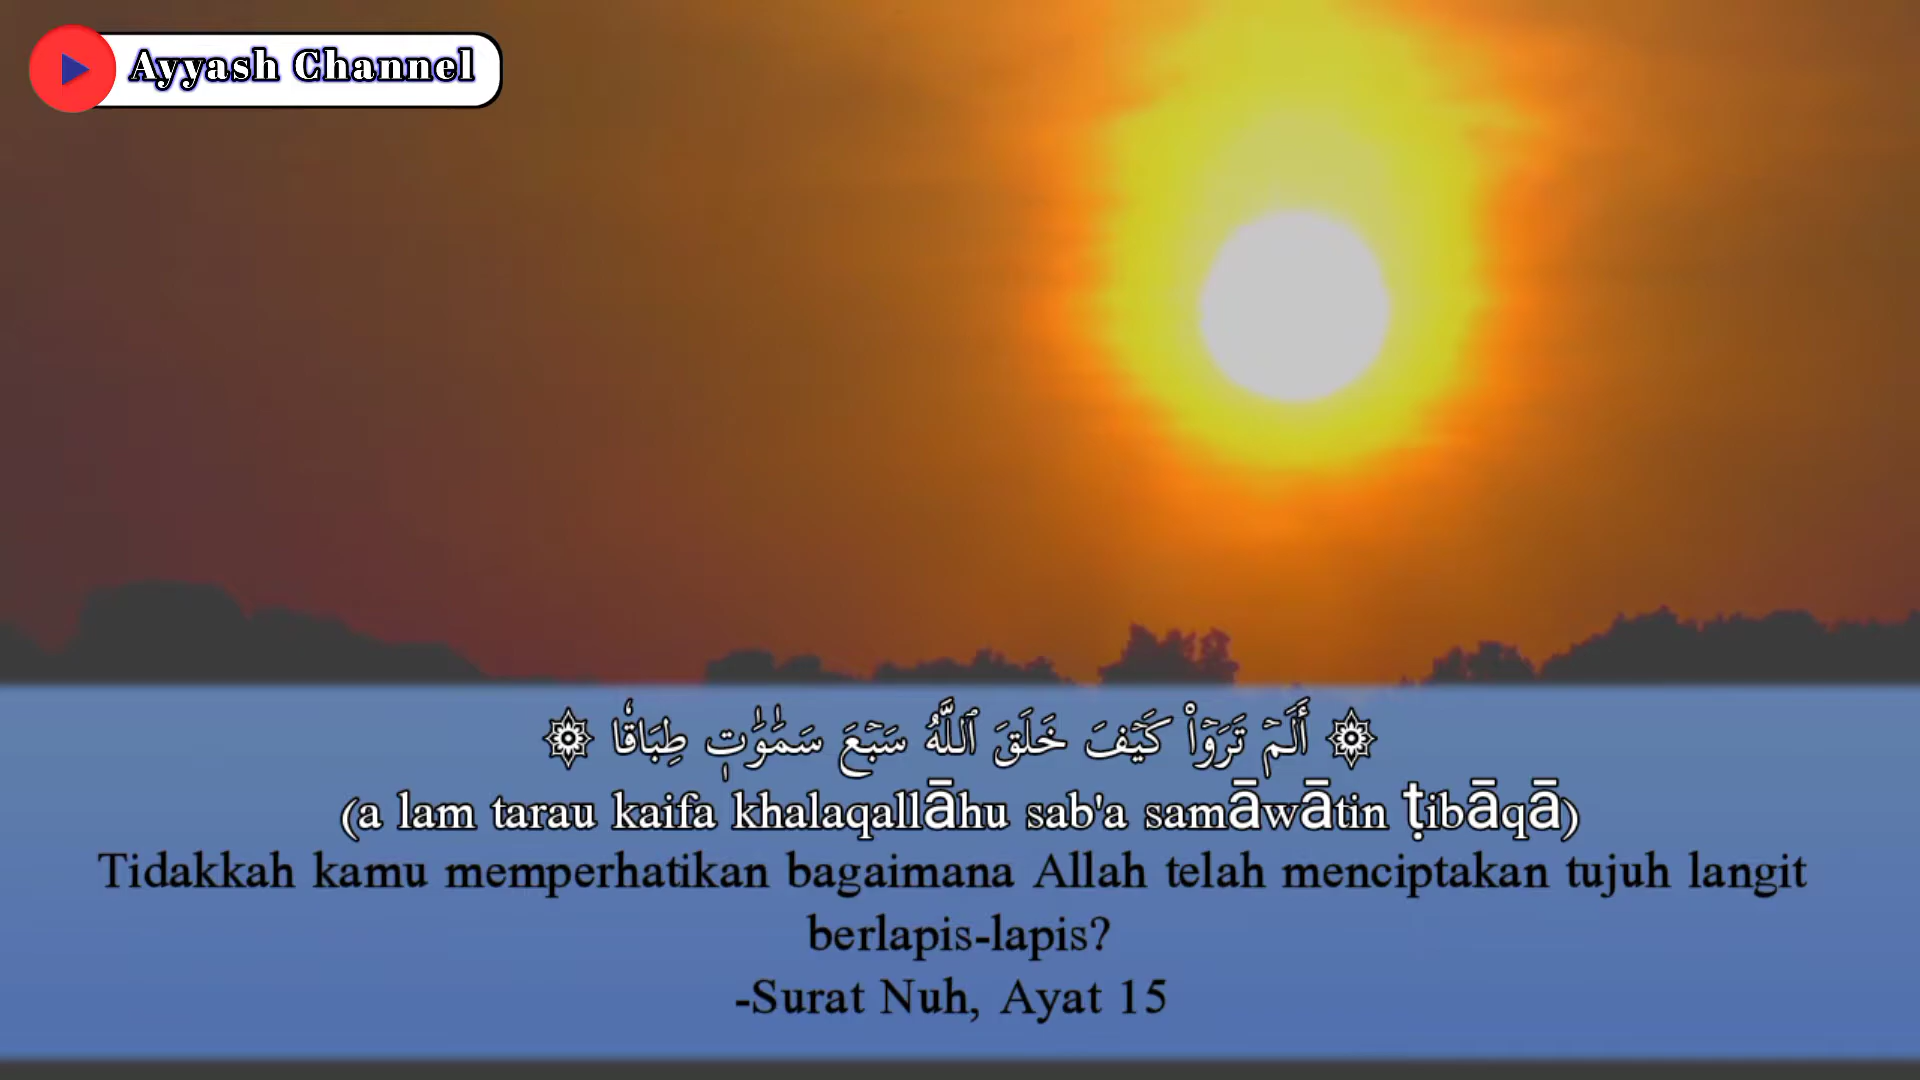 Ayyash Channel
۞ أَلَمْ تَرَوْا۟ كَيْفَ خَلَقَ ٱللَّهُ سَبْعَ سَمَٰوَٰتٍ طِبَاقًا ۞
(a lam tarau kaifa khalaqallāhu sab'a samāwātin ṭibāqā)
Tidakkah kamu memperhatikan bagaimana Allah telah menciptakan tujuh langit
berlapis-lapis?
-Surat Nuh, Ayat 15